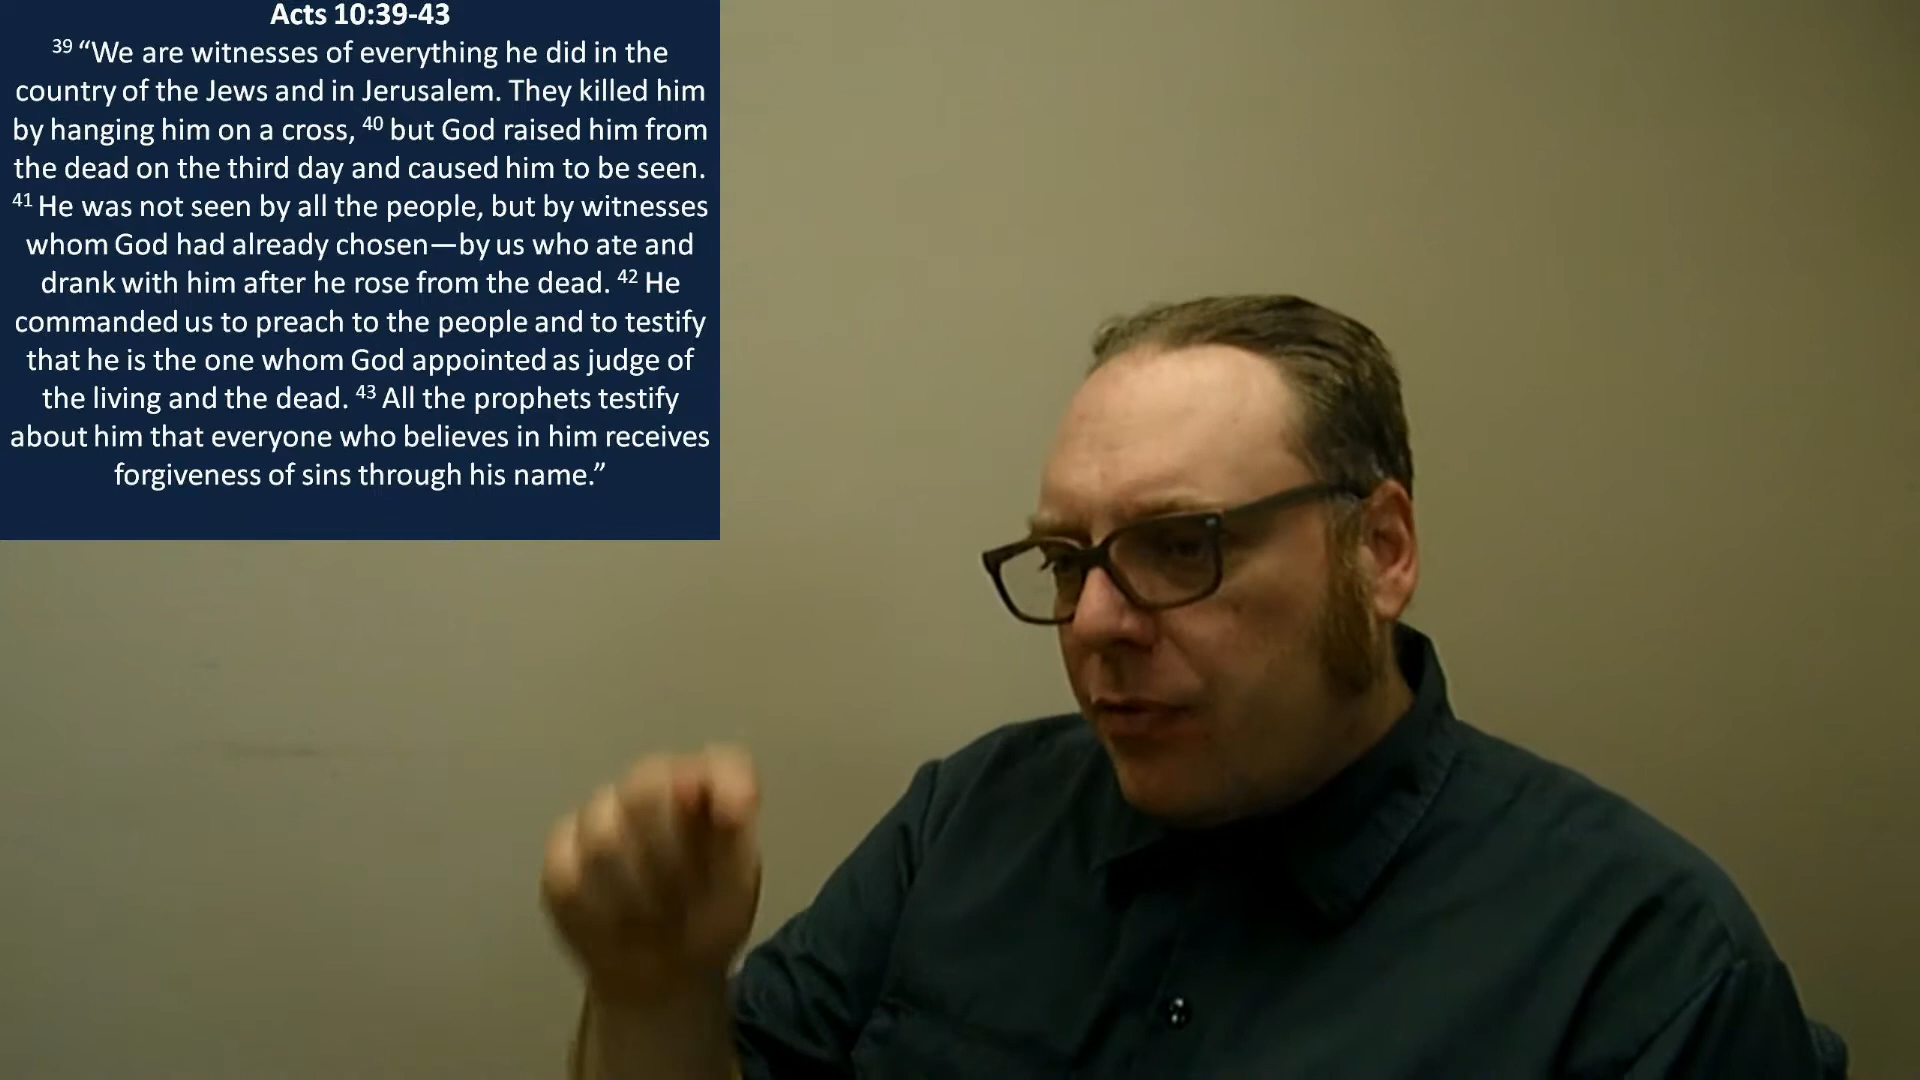 Acts 10:39-43
39 “We are witnesses of everything he did in the
country of the Jews and in Jerusalem. They killed him
by hanging him on a cross, 40 but God raised him from
the dead on the third day and caused him to be seen.
41 He was not seen by all the people, but by witnesses
whom God had already chosen—by us who ate and
drank with him after he rose from the dead. 42 He
commanded us to preach to the people and to testify
that he is the one whom God appointed as judge of
the living and the dead. 43 All the prophets testify
about him that everyone who believes in him receives
forgiveness of sins through his name.”